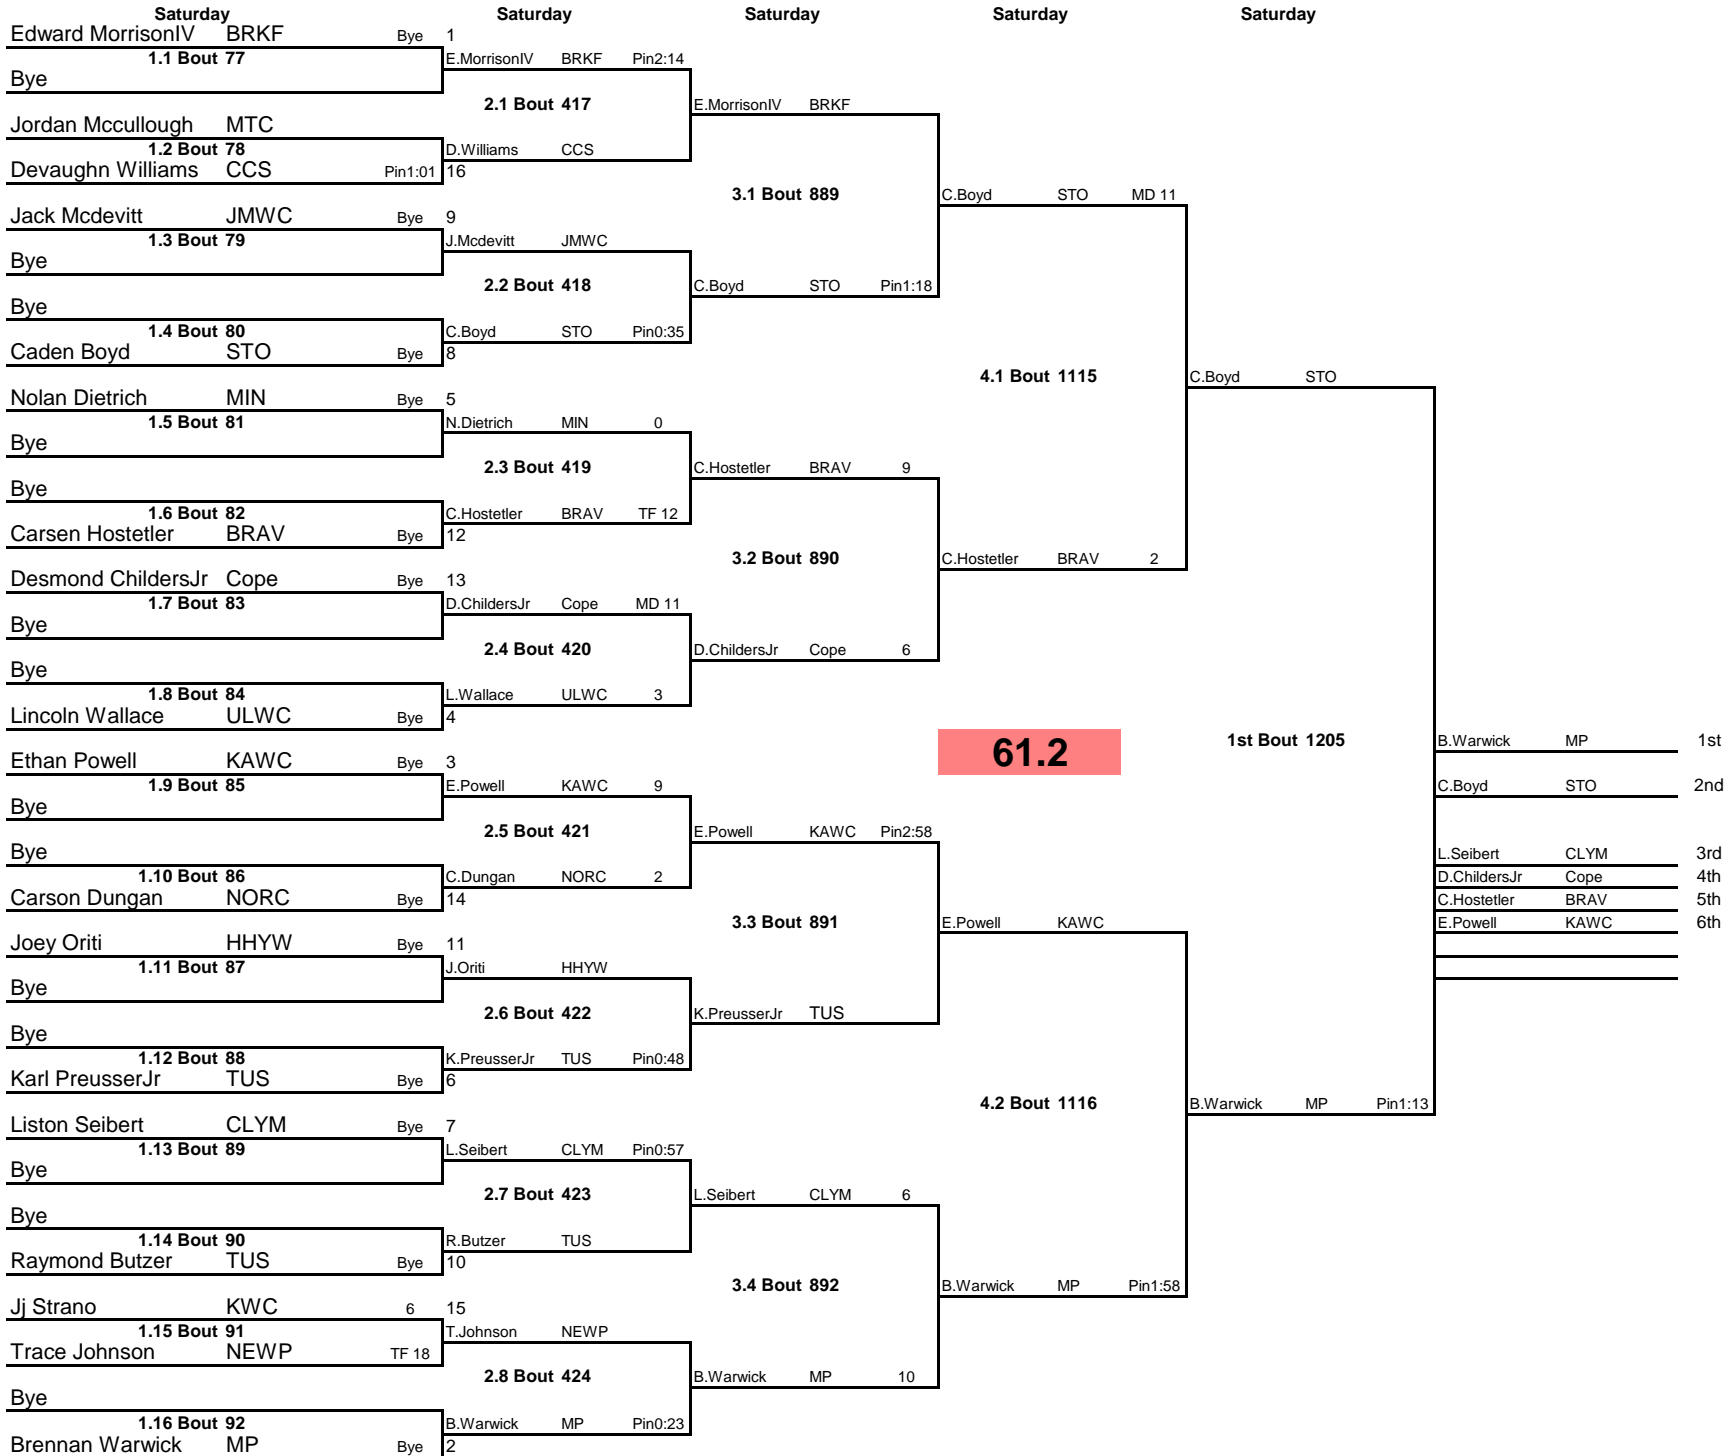 Saturday Saturday Saturday Saturday Saturday
Edward MorrisonIV BRKF Bye 1
1.1 Bout 77 E.MorrisonIV BRKF Pin2:14
Bye
2.1 Bout 417 E.MorrisonIV BRKF
Jordan Mccullough MTC
1.2 Bout 78 D.Williams CCS
Devaughn Williams CCS Pin1:01 16
3.1 Bout 889 C.Boyd STO MD 11
Jack Mcdevitt JMWC Bye 9
1.3 Bout 79 J.Mcdevitt JMWC
Bye
2.2 Bout 418 C.Boyd STO Pin1:18
Bye
1.4 Bout 80 C.Boyd STO Pin0:35
Caden Boyd STO Bye 8
4.1 Bout 1115 C.Boyd STO
Nolan Dietrich MIN Bye 5
1.5 Bout 81 N.Dietrich MIN 0
Bye
2.3 Bout 419 C.Hostetler BRAV 9
Bye
1.6 Bout 82 C.Hostetler BRAV TF 12
Carsen Hostetler BRAV Bye 12
3.2 Bout 890 C.Hostetler BRAV 2
Desmond ChildersJr Cope Bye 13
1.7 Bout 83 D.ChildersJr Cope MD 11
Bye
2.4 Bout 420 D.ChildersJr Cope 6
Bye
1.8 Bout 84 L.Wallace ULWC 3
Lincoln Wallace ULWC Bye 4
61.2 1st Bout 1205 B.Warwick MP 1st
Ethan Powell KAWC Bye 3
1.9 Bout 85 E.Powell KAWC 9 C.Boyd STO 2nd
Bye
2.5 Bout 421 E.Powell KAWC Pin2:58
Bye L.Seibert CLYM 3rd
1.10 Bout 86 C.Dungan NORC 2 D.ChildersJr Cope 4th
Carson Dungan NORC Bye 14 C.Hostetler BRAV 5th
3.3 Bout 891 E.Powell KAWC E.Powell KAWC 6th
Joey Oriti HHYW Bye 11
1.11 Bout 87 J.Oriti HHYW
Bye
2.6 Bout 422 K.PreusserJr TUS
Bye
1.12 Bout 88 K.PreusserJr TUS Pin0:48
Karl PreusserJr TUS Bye 6
4.2 Bout 1116 B.Warwick MP Pin1:13
Liston Seibert CLYM Bye 7
1.13 Bout 89 L.Seibert CLYM Pin0:57
Bye
2.7 Bout 423 L.Seibert CLYM 6
Bye
1.14 Bout 90 R.Butzer TUS
Raymond Butzer TUS Bye 10
3.4 Bout 892 B.Warwick MP Pin1:58
Jj Strano KWC 6 15
1.15 Bout 91 T.Johnson NEWP
Trace Johnson NEWP TF 18
2.8 Bout 424 B.Warwick MP 10
Bye
1.16 Bout 92 B.Warwick MP Pin0:23
Brennan Warwick MP Bye 2